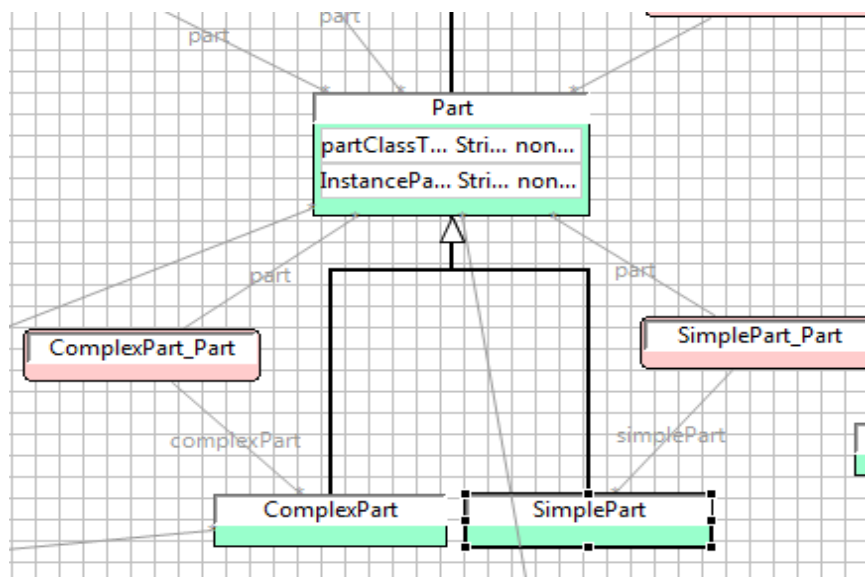 part
part
Part
partClassT... Stri... non...
InstancePa... Stri... non...
part
part
ComplexPart_Part
SimplePart_Part
complexPart
simplePart
ComplexPart
SimplePart